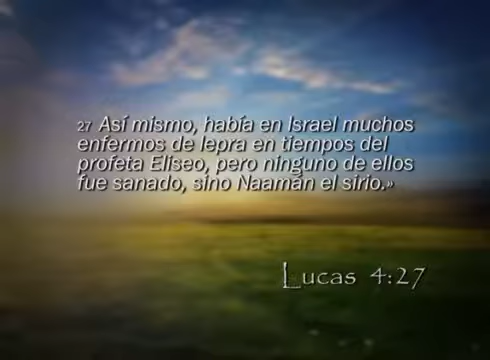 27 Así mismo, había en Israel muchos
enfermos de lepra en tiempos del
profeta Eliseo, pero ninguno de ellos
fue sanado, sino Naamán el sirio.»
Lucas 4:27